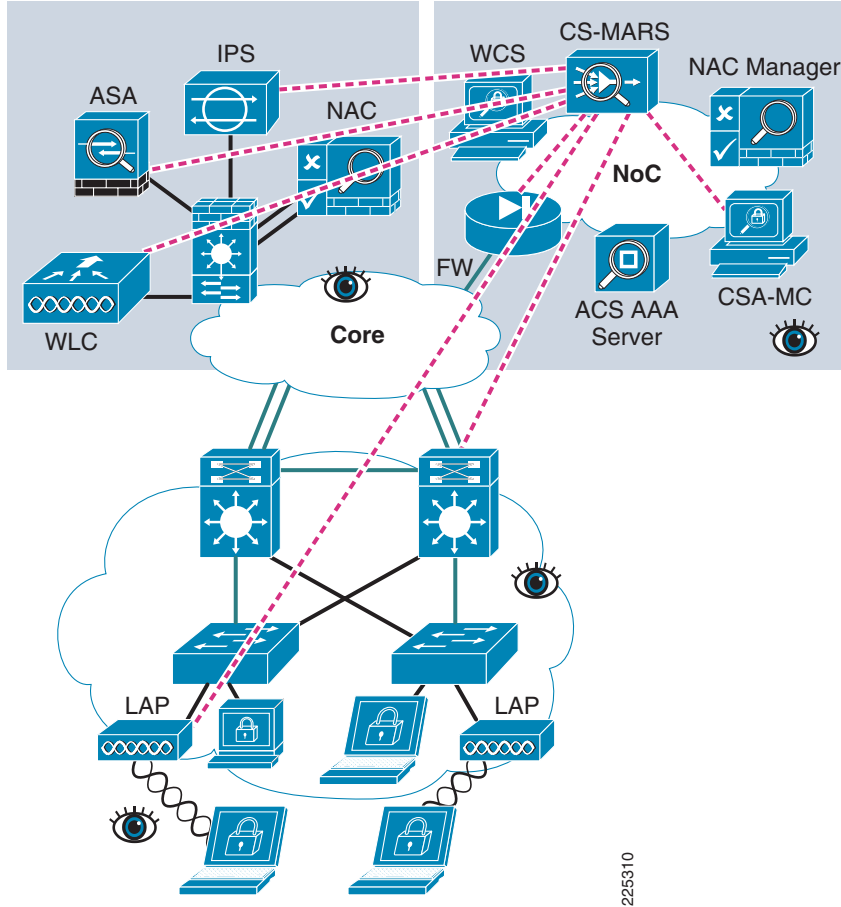 CS-MARS
IPS
WCS
NAC Manager
ASA
NAC
NoC
FW
Core
WLC
ACS AAA
Server
CSA-MC
LAP
LAP
225310